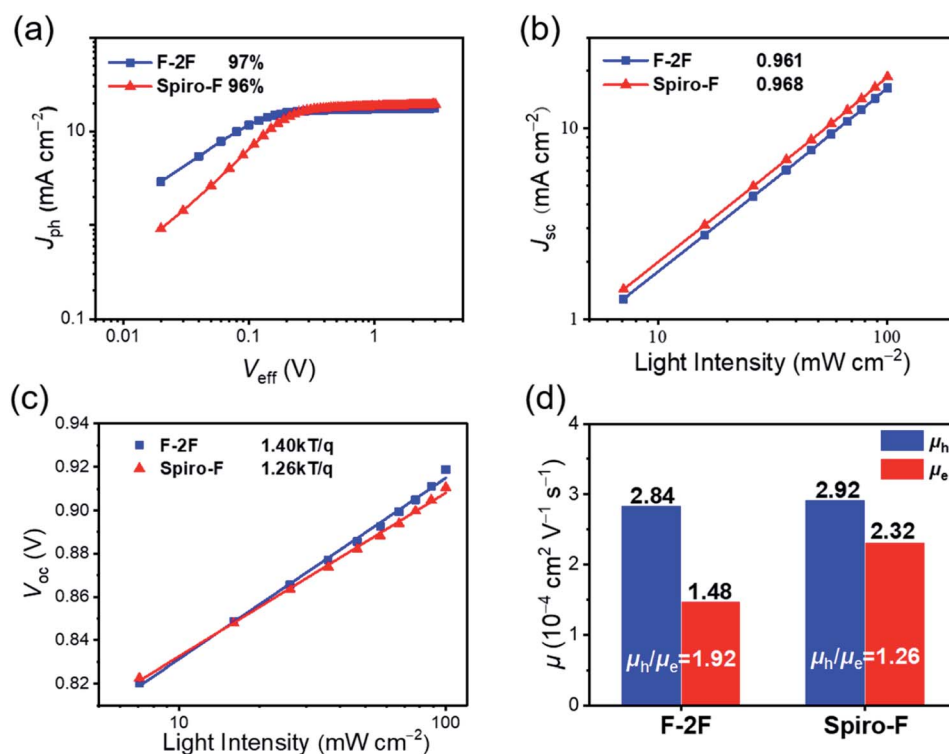 (a)
F-2F 97%
Spiro-F 96%
10
1
0.1
0.01 0.1 1
J_ph (mA cm⁻²)
V_eff (V)
(b)
F-2F 0.961
Spiro-F 0.968
10
1
10 100
J_sc (mA cm⁻²)
Light Intensity (mW cm⁻²)
(c)
F-2F 1.40kT/q
Spiro-F 1.26kT/q
0.94
0.92
0.90
0.88
0.86
0.84
0.82
10 100
V_oc (V)
Light Intensity (mW cm⁻²)
(d)
μ_h
μ_e
4
3
2
1
0
2.84
1.48
2.92
2.32
μ_h/μ_e=1.92
μ_h/μ_e=1.26
F-2F Spiro-F
μ (10⁻⁴ cm² V⁻¹ s⁻¹)